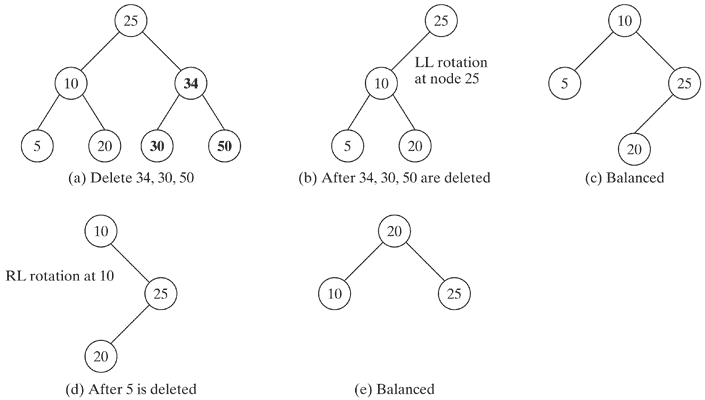 25
10
34
5
20
30
50
(a) Delete 34, 30, 50
25
LL rotation
at node 25
10
5
20
(b) After 34, 30, 50 are deleted
10
5
25
20
(c) Balanced
10
RL rotation at 10
25
20
(d) After 5 is deleted
20
10
25
(e) Balanced